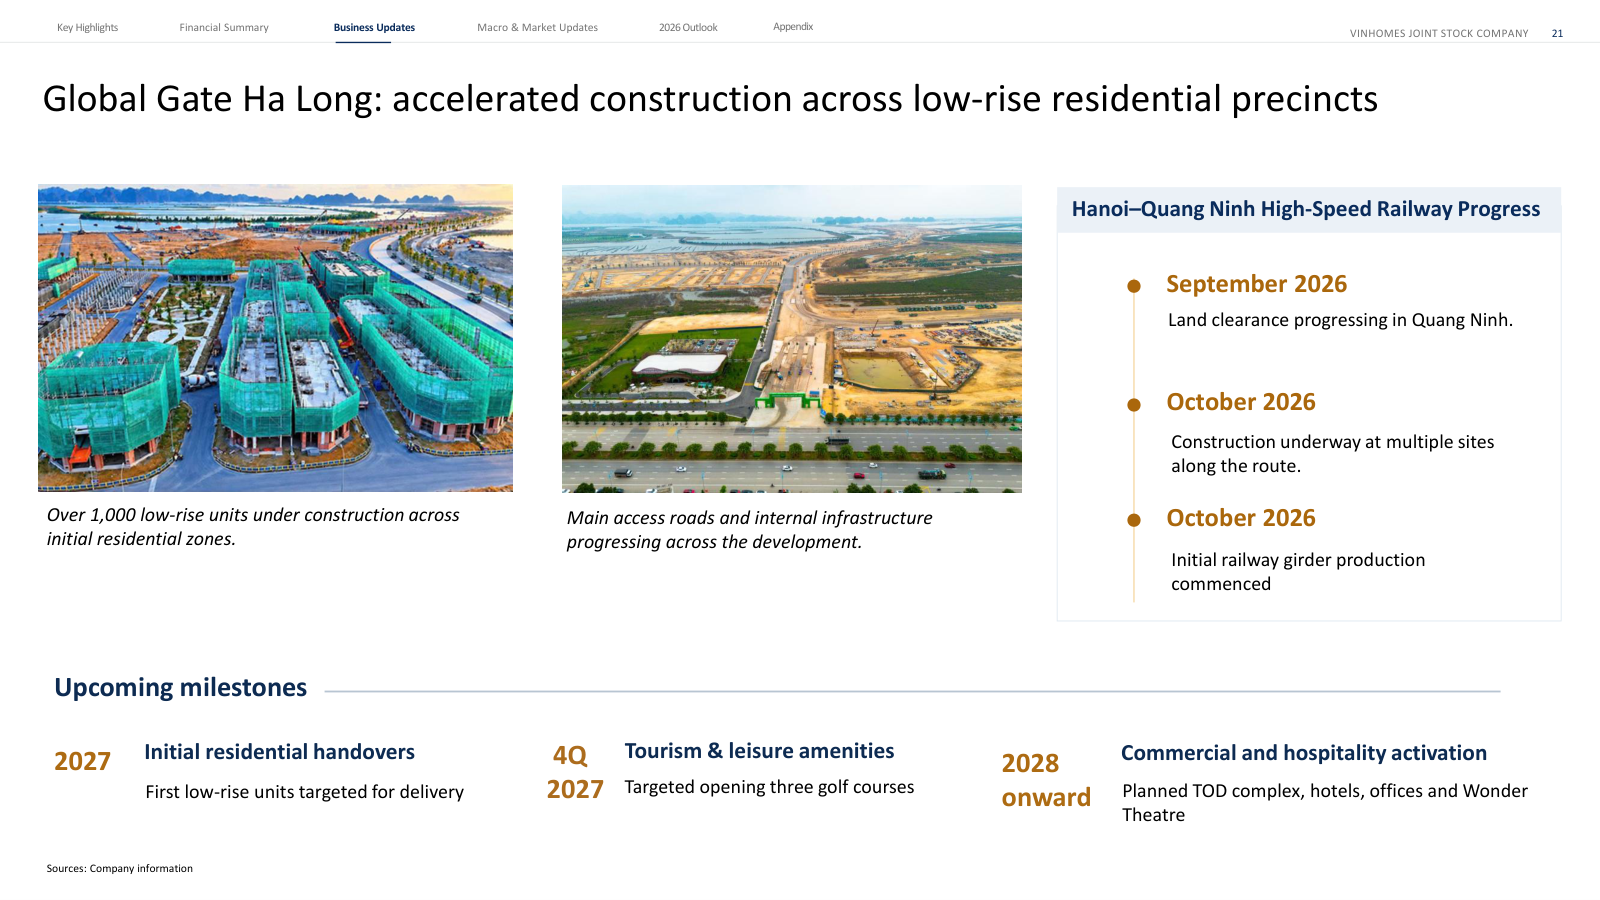 Key Highlights
Financial Summary
Business Updates
Macro & Market Updates
2026 Outlook
Appendix
VINHOMES JOINT STOCK COMPANY
21
Global Gate Ha Long: accelerated construction across low-rise residential precincts
Over 1,000 low-rise units under construction across
initial residential zones.
Main access roads and internal infrastructure
progressing across the development.
Hanoi–Quang Ninh High-Speed Railway Progress
September 2026
Land clearance progressing in Quang Ninh.
October 2026
Construction underway at multiple sites
along the route.
October 2026
Initial railway girder production
commenced
Upcoming milestones
2027
Initial residential handovers
First low-rise units targeted for delivery
4Q
2027
Tourism & leisure amenities
Targeted opening three golf courses
2028
onward
Commercial and hospitality activation
Planned TOD complex, hotels, offices and Wonder
Theatre
Sources: Company information